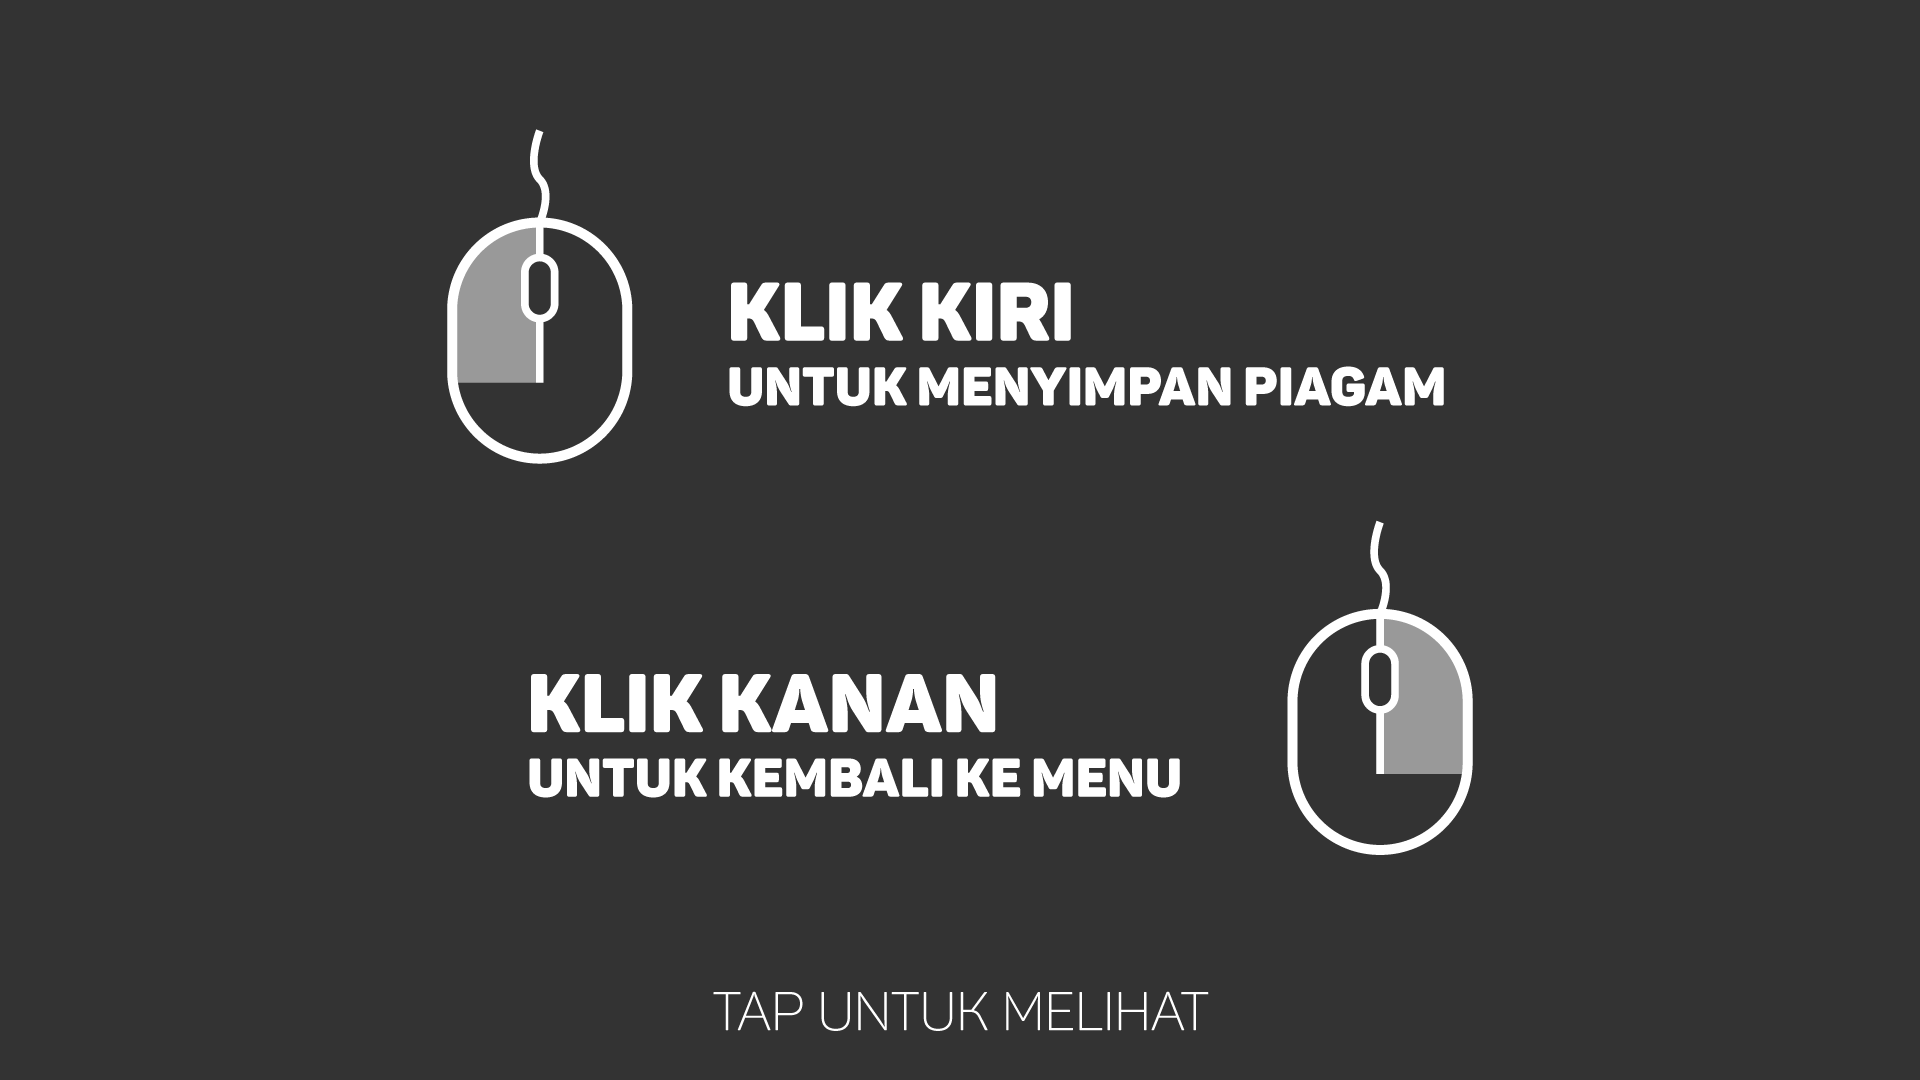 KLIK KIRI
UNTUK MENYIMPAN PIAGAM
KLIK KANAN
UNTUK KEMBALI KE MENU
TAP UNTUK MELIHAT